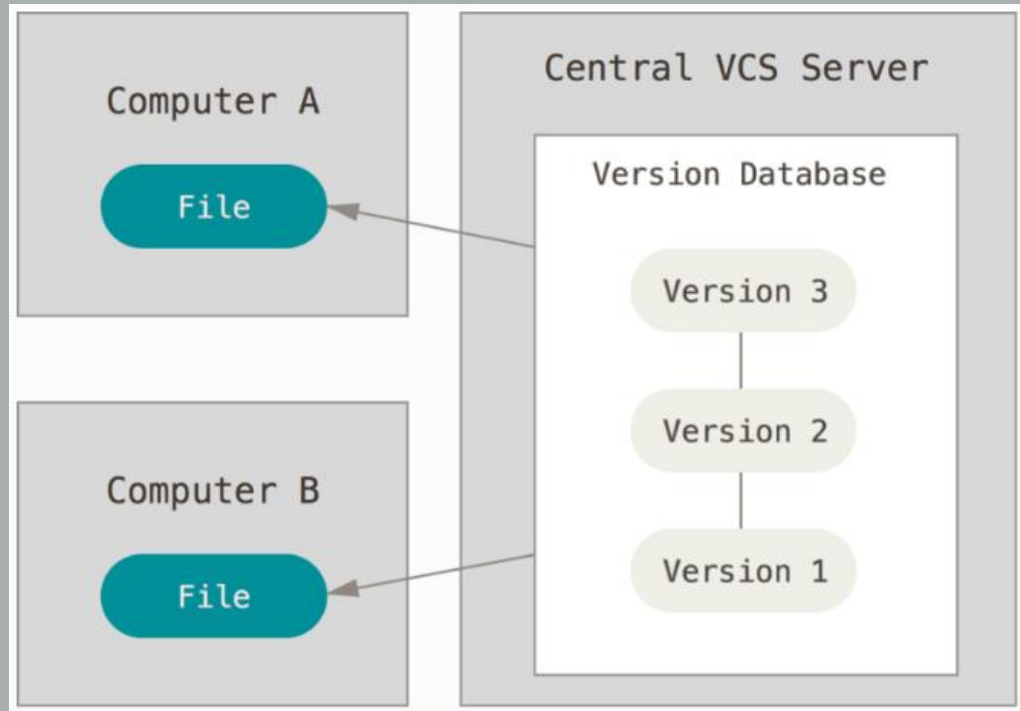 Computer A
File
Computer B
File
Central VCS Server
Version Database
Version 3
Version 2
Version 1